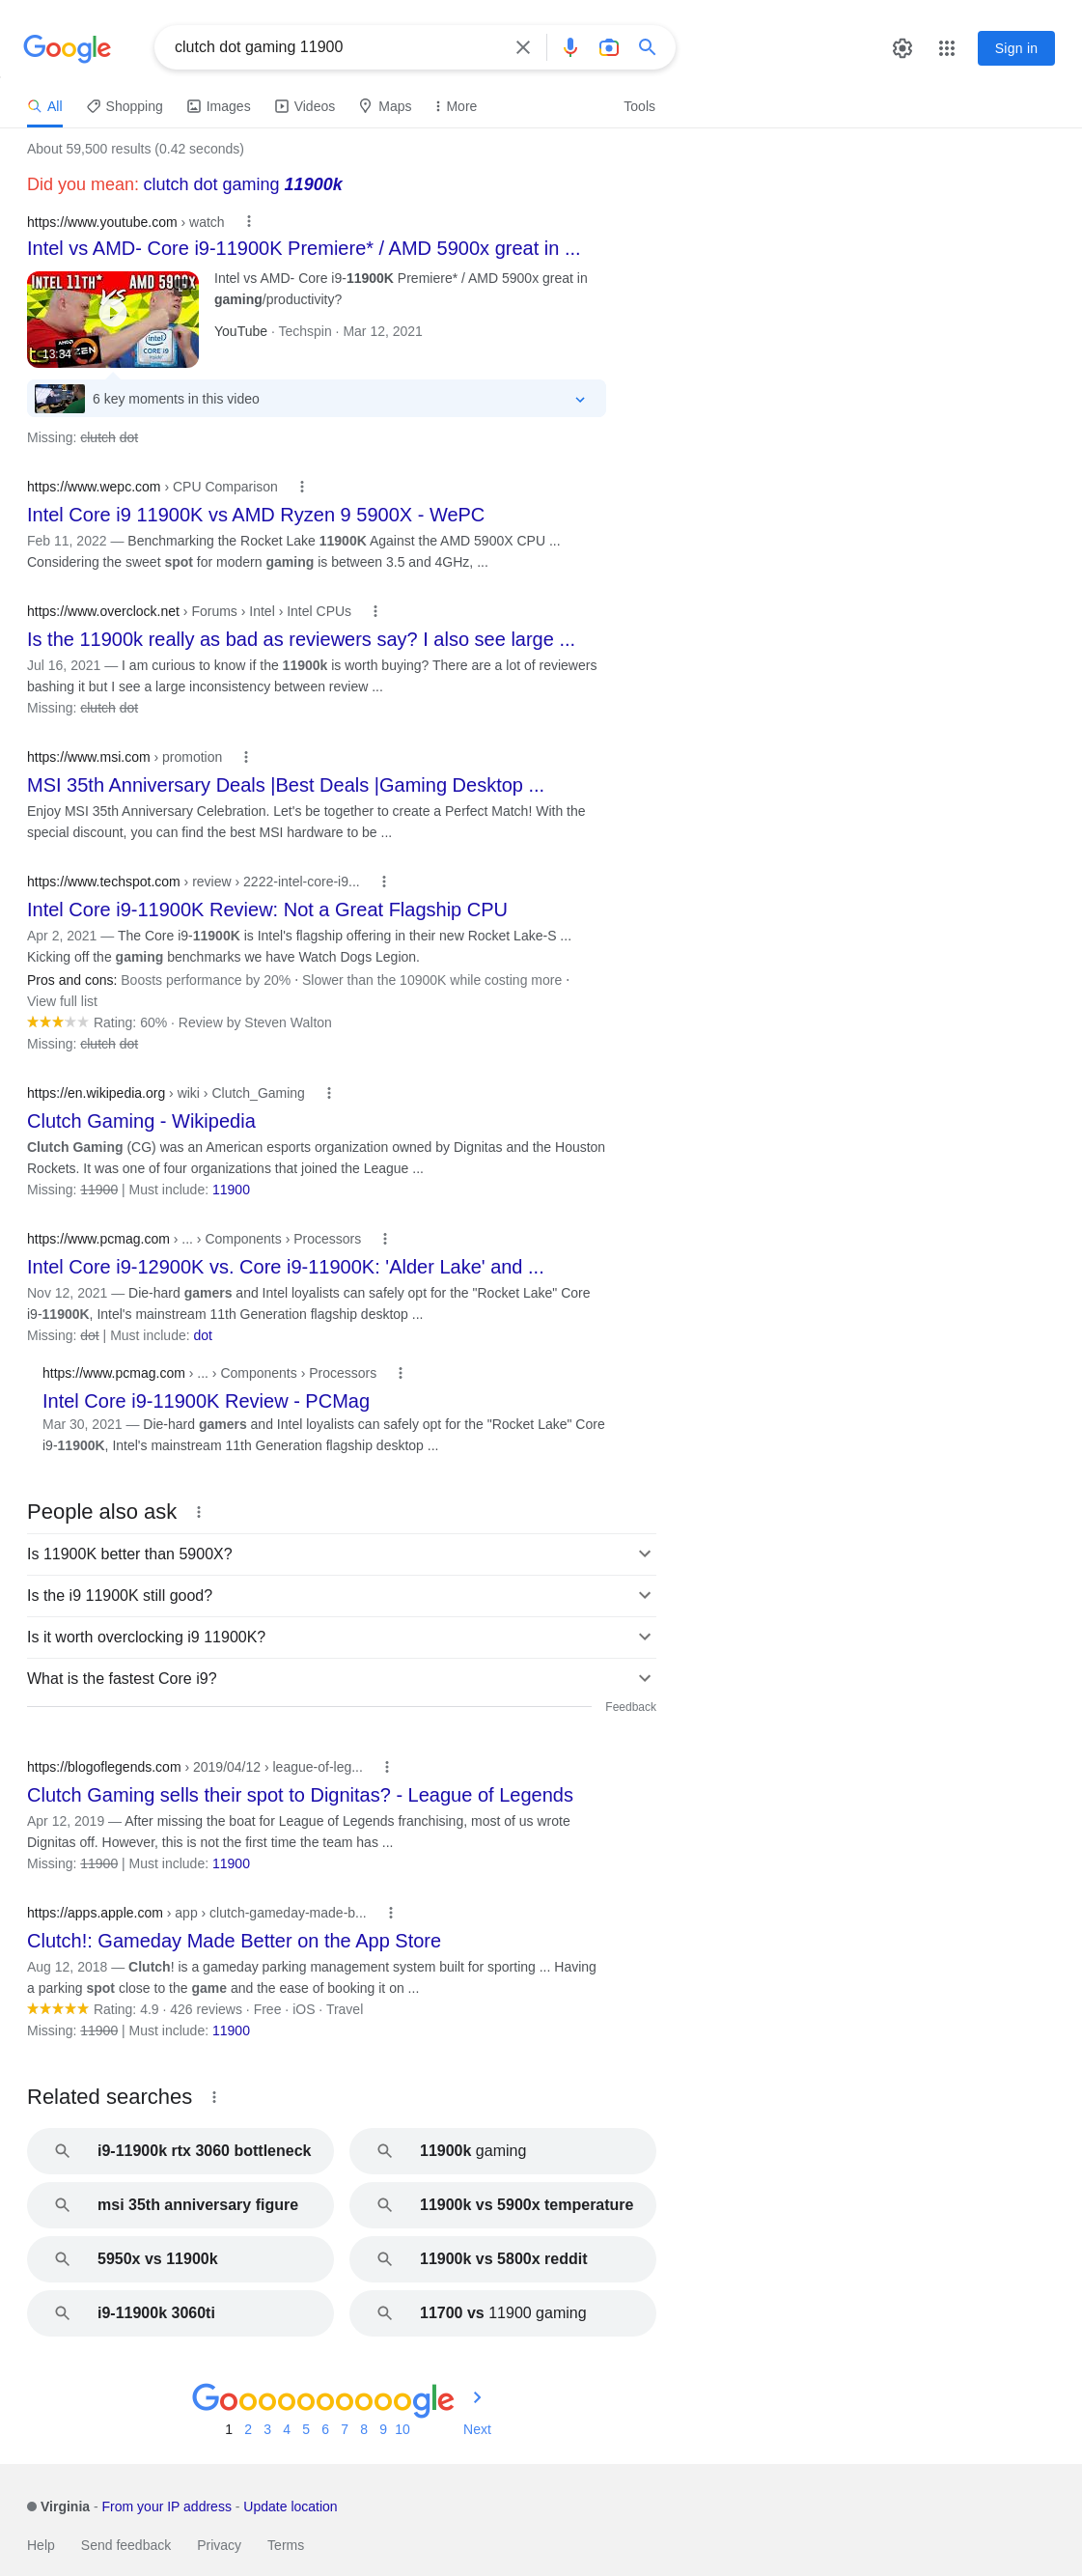 Google
clutch dot gaming 11900
Sign in
All
Shopping
Images
Videos
Maps
More
Tools
About 59,500 results (0.42 seconds)
Did you mean: clutch dot gaming 11900k
https://www.youtube.com › watch
Intel vs AMD- Core i9-11900K Premiere* / AMD 5900x great in ...
INTEL 11TH* VS AMD 5900X
AMD RYZEN
intel CORE i9
13:34
Intel vs AMD- Core i9-11900K Premiere* / AMD 5900x great in
gaming/productivity?
YouTube · Techspin · Mar 12, 2021
6 key moments in this video
Missing: clutch dot
https://www.wepc.com › CPU Comparison
Intel Core i9 11900K vs AMD Ryzen 9 5900X - WePC
Feb 11, 2022 — Benchmarking the Rocket Lake 11900K Against the AMD 5900X CPU ...
Considering the sweet spot for modern gaming is between 3.5 and 4GHz, ...
https://www.overclock.net › Forums › Intel › Intel CPUs
Is the 11900k really as bad as reviewers say? I also see large ...
Jul 16, 2021 — I am curious to know if the 11900k is worth buying? There are a lot of reviewers
bashing it but I see a large inconsistency between review ...
Missing: clutch dot
https://www.msi.com › promotion
MSI 35th Anniversary Deals |Best Deals |Gaming Desktop ...
Enjoy MSI 35th Anniversary Celebration. Let's be together to create a Perfect Match! With the
special discount, you can find the best MSI hardware to be ...
https://www.techspot.com › review › 2222-intel-core-i9...
Intel Core i9-11900K Review: Not a Great Flagship CPU
Apr 2, 2021 — The Core i9-11900K is Intel's flagship offering in their new Rocket Lake-S ...
Kicking off the gaming benchmarks we have Watch Dogs Legion.
Pros and cons: Boosts performance by 20% · Slower than the 10900K while costing more ·
View full list
Rating: 60% · Review by Steven Walton
Missing: clutch dot
https://en.wikipedia.org › wiki › Clutch_Gaming
Clutch Gaming - Wikipedia
Clutch Gaming (CG) was an American esports organization owned by Dignitas and the Houston
Rockets. It was one of four organizations that joined the League ...
Missing: 11900 | Must include: 11900
https://www.pcmag.com › ... › Components › Processors
Intel Core i9-12900K vs. Core i9-11900K: 'Alder Lake' and ...
Nov 12, 2021 — Die-hard gamers and Intel loyalists can safely opt for the "Rocket Lake" Core
i9-11900K, Intel's mainstream 11th Generation flagship desktop ...
Missing: dot | Must include: dot
https://www.pcmag.com › ... › Components › Processors
Intel Core i9-11900K Review - PCMag
Mar 30, 2021 — Die-hard gamers and Intel loyalists can safely opt for the "Rocket Lake" Core
i9-11900K, Intel's mainstream 11th Generation flagship desktop ...
People also ask
Is 11900K better than 5900X?
Is the i9 11900K still good?
Is it worth overclocking i9 11900K?
What is the fastest Core i9?
Feedback
https://blogoflegends.com › 2019/04/12 › league-of-leg...
Clutch Gaming sells their spot to Dignitas? - League of Legends
Apr 12, 2019 — After missing the boat for League of Legends franchising, most of us wrote
Dignitas off. However, this is not the first time the team has ...
Missing: 11900 | Must include: 11900
https://apps.apple.com › app › clutch-gameday-made-b...
Clutch!: Gameday Made Better on the App Store
Aug 12, 2018 — Clutch! is a gameday parking management system built for sporting ... Having
a parking spot close to the game and the ease of booking it on ...
Rating: 4.9 · 426 reviews · Free · iOS · Travel
Missing: 11900 | Must include: 11900
Related searches
i9-11900k rtx 3060 bottleneck
11900k gaming
msi 35th anniversary figure
11900k vs 5900x temperature
5950x vs 11900k
11900k vs 5800x reddit
i9-11900k 3060ti
11700 vs 11900 gaming
Goooooooooogle
1 2 3 4 5 6 7 8 9 10 Next
Virginia - From your IP address - Update location
Help Send feedback Privacy Terms